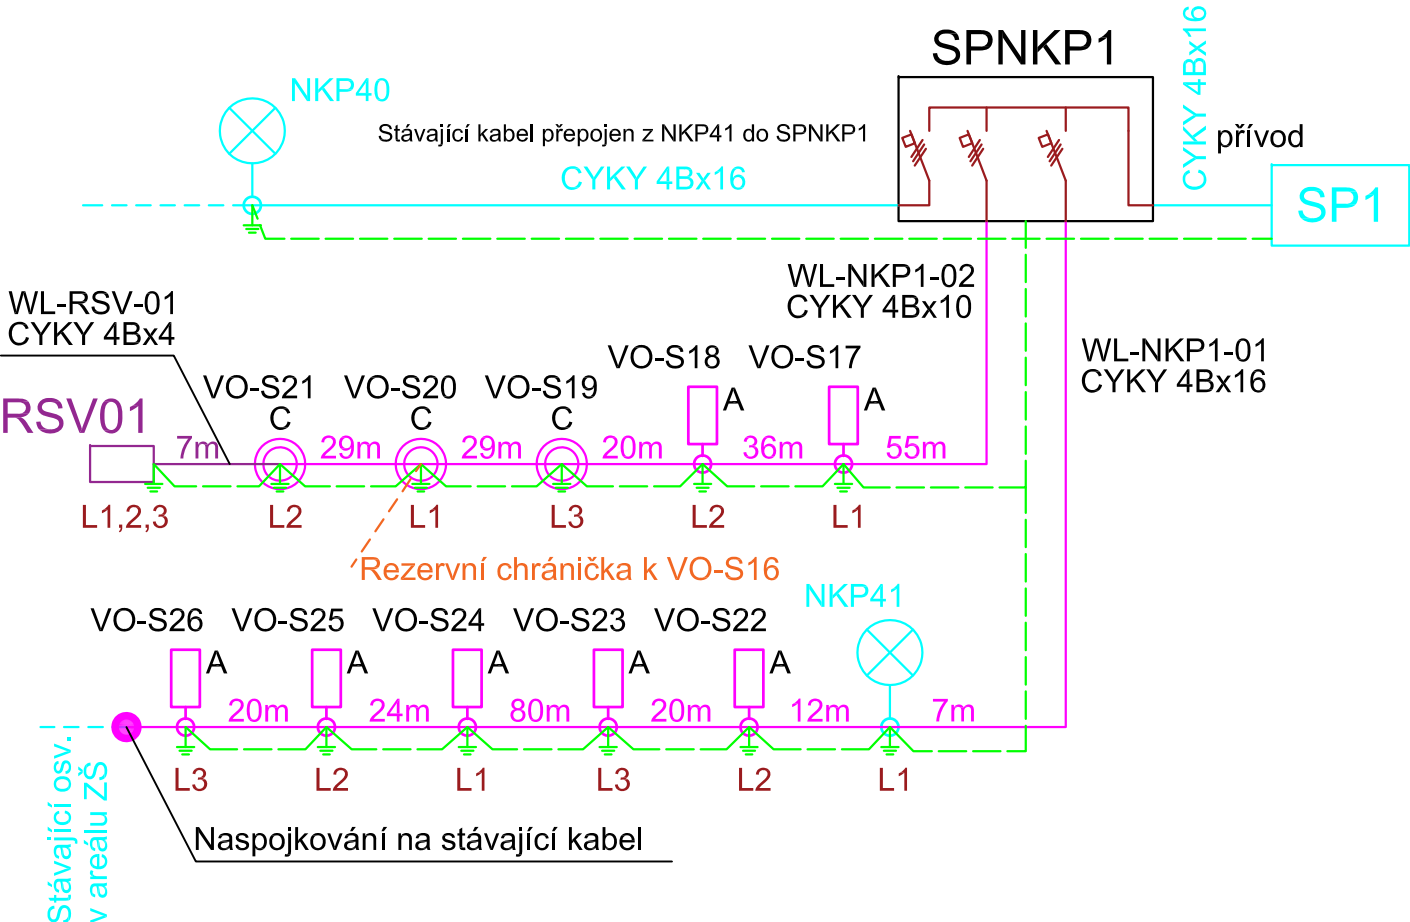 SPNKP1
CYKY 4Bx16
přívod
SP1
NKP40
Stávající kabel přepojen z NKP41 do SPNKP1
CYKY 4Bx16
WL-NKP1-02
CYKY 4Bx10
WL-NKP1-01
CYKY 4Bx16
WL-RSV-01
CYKY 4Bx4
RSV01
VO-S21
VO-S20
VO-S19
VO-S18
VO-S17
C
C
C
A
A
7m
29m
29m
20m
36m
55m
L1,2,3
L2
L1
L3
L2
L1
Rezervní chránička k VO-S16
NKP41
VO-S26
VO-S25
VO-S24
VO-S23
VO-S22
A
A
A
A
A
20m
24m
80m
20m
12m
7m
L3
L2
L1
L3
L2
L1
Naspojkování na stávající kabel
Stávající osv.
v areálu ZŠ